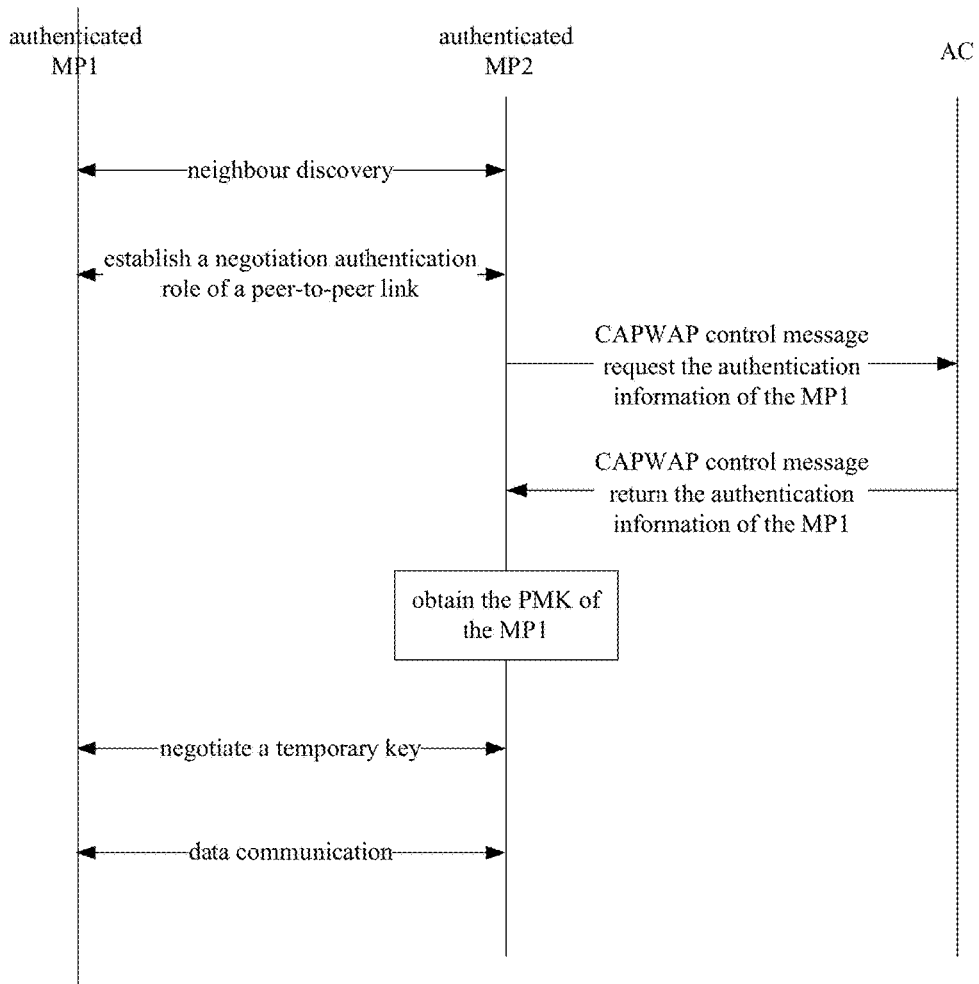 authenticated
MP1
authenticated
MP2
AC
neighbour discovery
establish a negotiation authentication
role of a peer-to-peer link
CAPWAP control message
request the authentication
information of the MP1
CAPWAP control message
return the authentication
information of the MP1
obtain the PMK of
the MP1
negotiate a temporary key
data communication